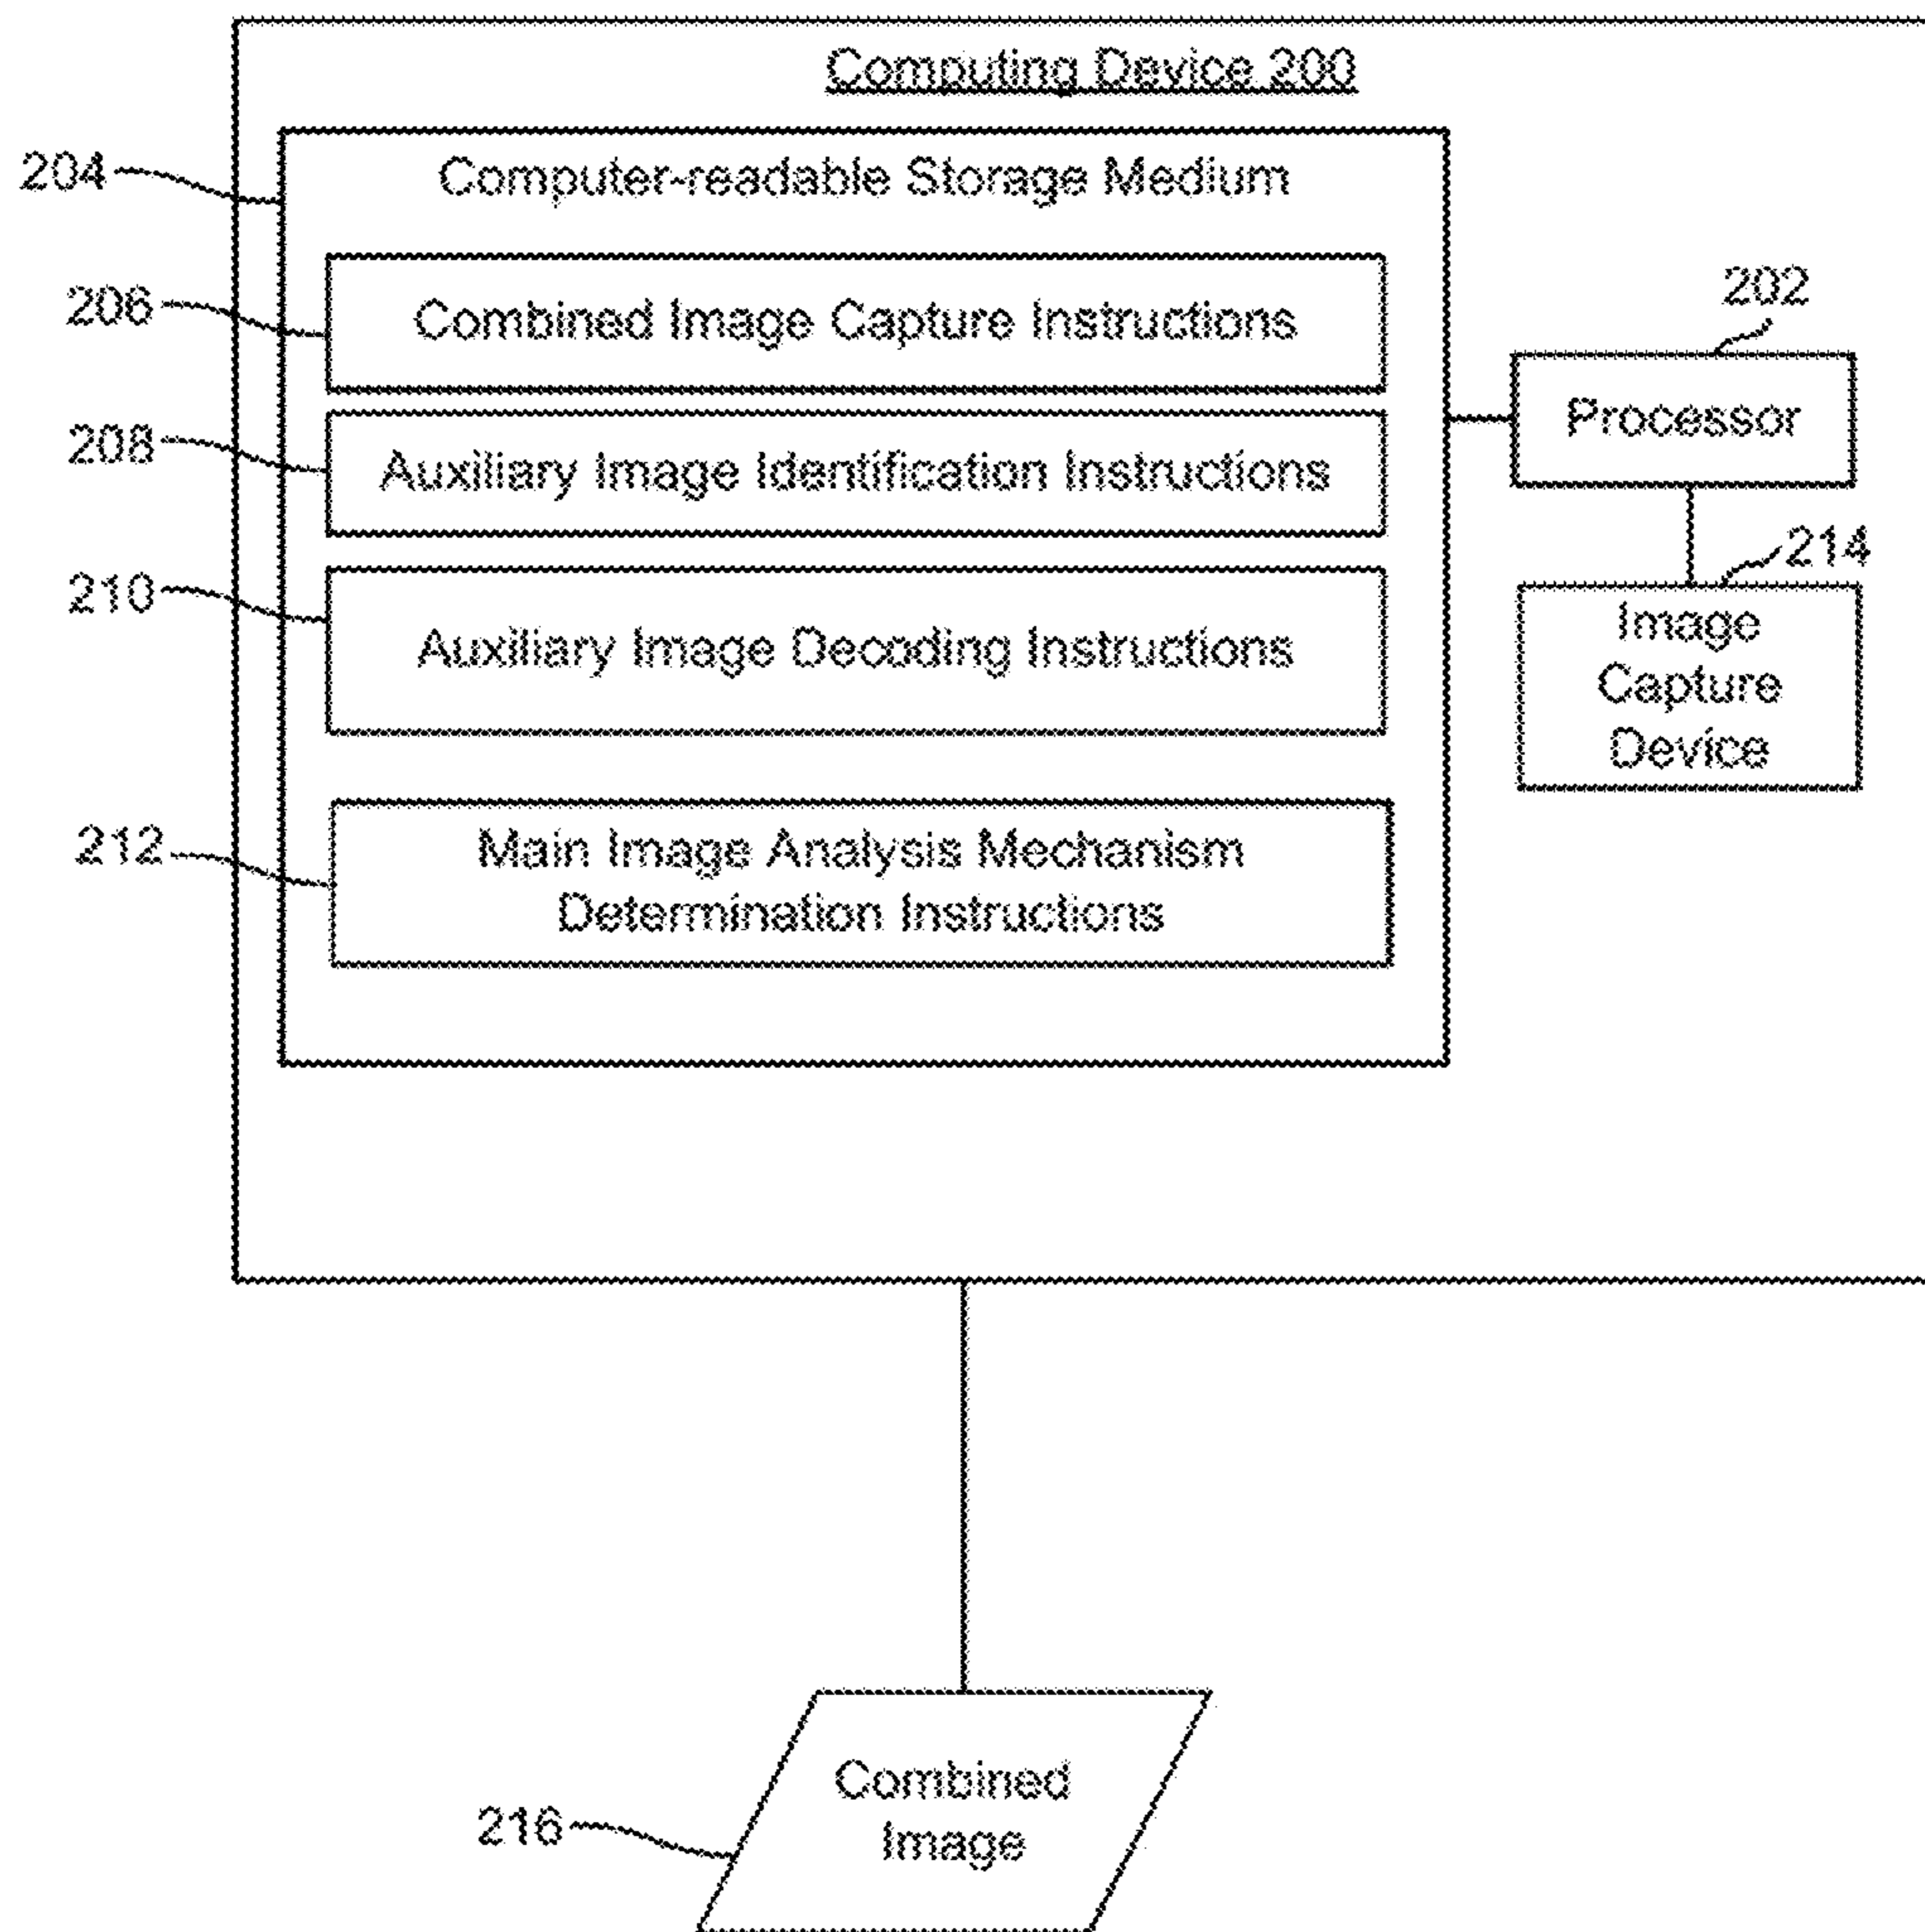 Computing Device 200
204
Computer-readable Storage Medium
206
Combined Image Capture Instructions
202
Processor
208
Auxiliary Image Identification Instructions
214
Image
Capture
Device
210
Auxiliary Image Decoding Instructions
212
Main Image Analysis Mechanism
Determination Instructions
216
Combined
Image